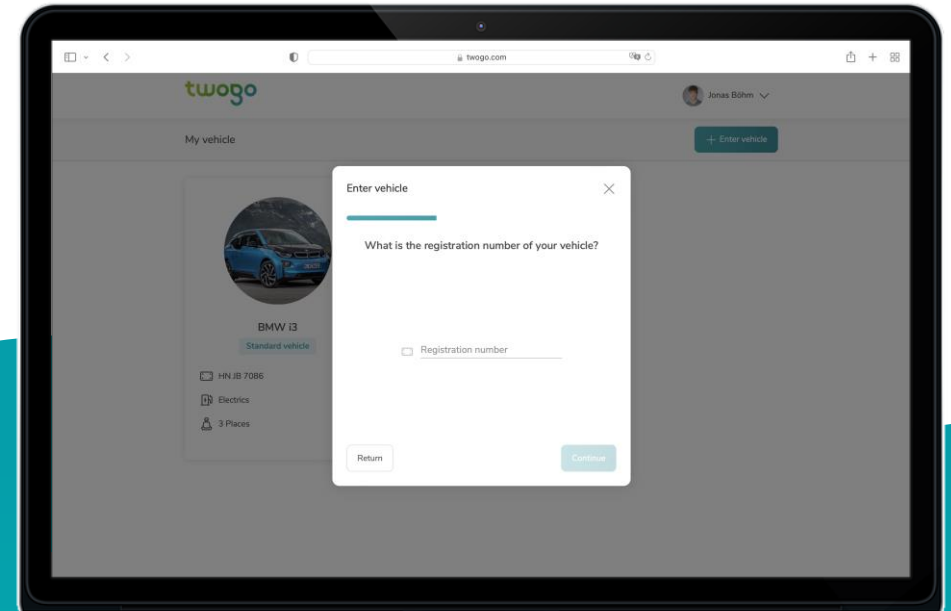 twogo.com
twogo
Jonas Böhm
My vehicle
+ Enter vehicle
Enter vehicle
What is the registration number of your vehicle?
BMW i3
Standard vehicle
Registration number
HN JB 7086
Electrics
3 Places
Return
Continue